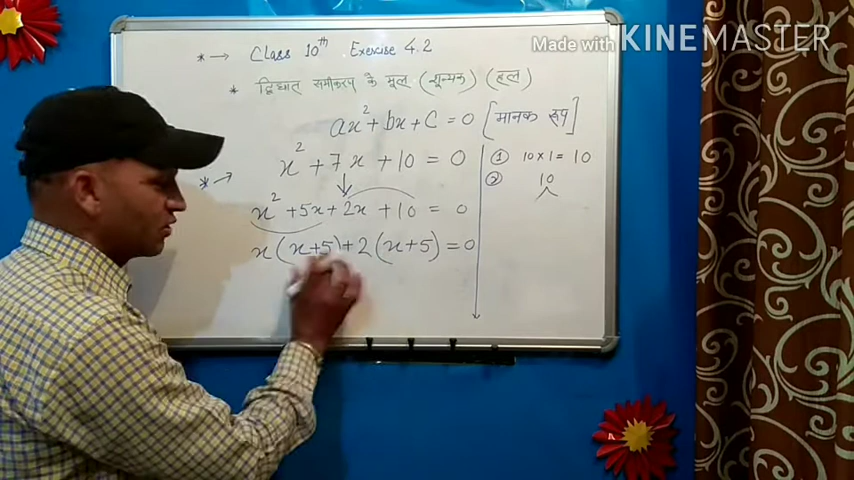 Made with KINEMASTER
*→ Class 10th Exercise 4.2
* द्विघात समीकरण के मूल (शून्यक) (हल)
ax² + bx + c = 0 [मानक रूप]
*→ x² + 7x + 10 = 0
x² + 5x + 2x + 10 = 0
x(x+5)+2(x+5)=0
① 10×1= 10
② 10